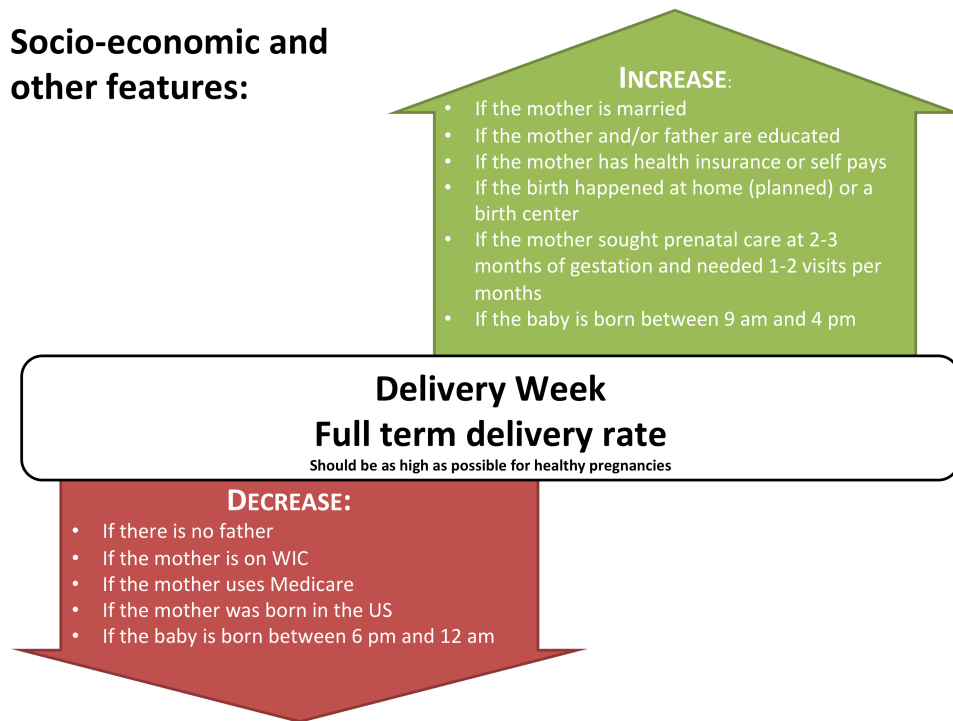 Socio-economic and
other features:
INCREASE:
• If the mother is married
• If the mother and/or father are educated
• If the mother has health insurance or self pays
• If the birth happened at home (planned) or a
birth center
• If the mother sought prenatal care at 2-3
months of gestation and needed 1-2 visits per
months
• If the baby is born between 9 am and 4 pm
Delivery Week
Full term delivery rate
Should be as high as possible for healthy pregnancies
DECREASE:
• If there is no father
• If the mother is on WIC
• If the mother uses Medicare
• If the mother was born in the US
• If the baby is born between 6 pm and 12 am